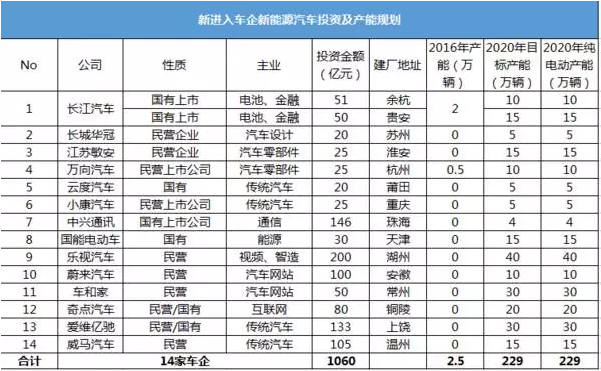 新进入车企新能源汽车投资及产能规划
No 公司 性质 主业 投资金额（亿元） 建厂地址 2016年产能（万辆） 2020年目标产能（万辆） 2020年纯电动产能（万辆）
1 长江汽车 国有上市 电池、金融 51 余杭 2 10 10
国有上市 电池、金融 50 贵安 15 15
2 长城华冠 民营企业 汽车设计 20 苏州 0 5 5
3 江苏敏安 民营企业 汽车零部件 25 淮安 0 15 15
4 万向汽车 民营上市公司 汽车零部件 25 杭州 0.5 10 10
5 云度汽车 国有 传统汽车 20 莆田 0 5 5
6 小康汽车 民营上市公司 传统汽车 25 重庆 0 5 5
7 中兴通讯 国有上市公司 通信 146 珠海 0 4 4
8 国能电动车 国有 能源 30 天津 0 15 15
9 乐视汽车 民营 视频、智造 200 湖州 0 40 40
10 蔚来汽车 民营 汽车网站 100 安徽 0 10 10
11 车和家 民营 汽车网站 50 常州 0 30 30
12 奇点汽车 民营/国有 互联网 80 铜陵 0 20 20
13 爱维亿驰 民营/国有 传统汽车 133 上饶 0 30 30
14 威马汽车 民营 传统汽车 105 温州 0 15 15
合计 14家车企 1060 2.5 229 229